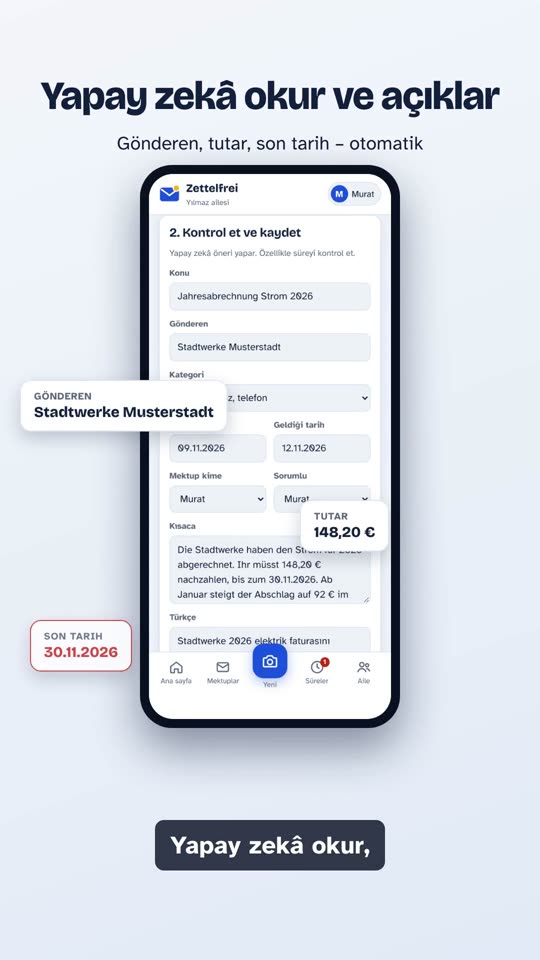 Yapay zekâ okur ve açıklar
Gönderen, tutar, son tarih – otomatik
Zettelfrei
Yılmaz ailesi
M Murat
2. Kontrol et ve kaydet
Yapay zekâ öneri yapar. Özellikle süreyi kontrol et.
Konu
Jahresabrechnung Strom 2026
Gönderen
Stadtwerke Musterstadt
Kategori
z, telefon
GÖNDEREN
Stadtwerke Musterstadt
Geldiği tarih
09.11.2026
12.11.2026
Mektup kime
Sorumlu
Murat
Murat
TUTAR
148,20 €
Kısaca
Die Stadtwerke haben den Strom für 2026
abgerechnet. Ihr müsst 148,20 €
nachzahlen, bis zum 30.11.2026. Ab
Januar steigt der Abschlag auf 92 € im
Türkçe
SON TARIH
30.11.2026
Stadtwerke 2026 elektrik faturasını
Ana sayfa
Mektuplar
Yeni
1
Süreler
Aile
Yapay zekâ okur,